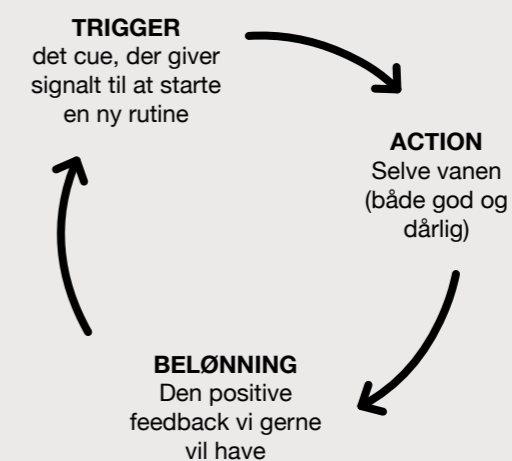 TRIGGER
det cue, der giver
signalt til at starte
en ny rutine
ACTION
Selve vanen
(både god og
dårlig)
BELØNNING
Den positive
feedback vi gerne
vil have